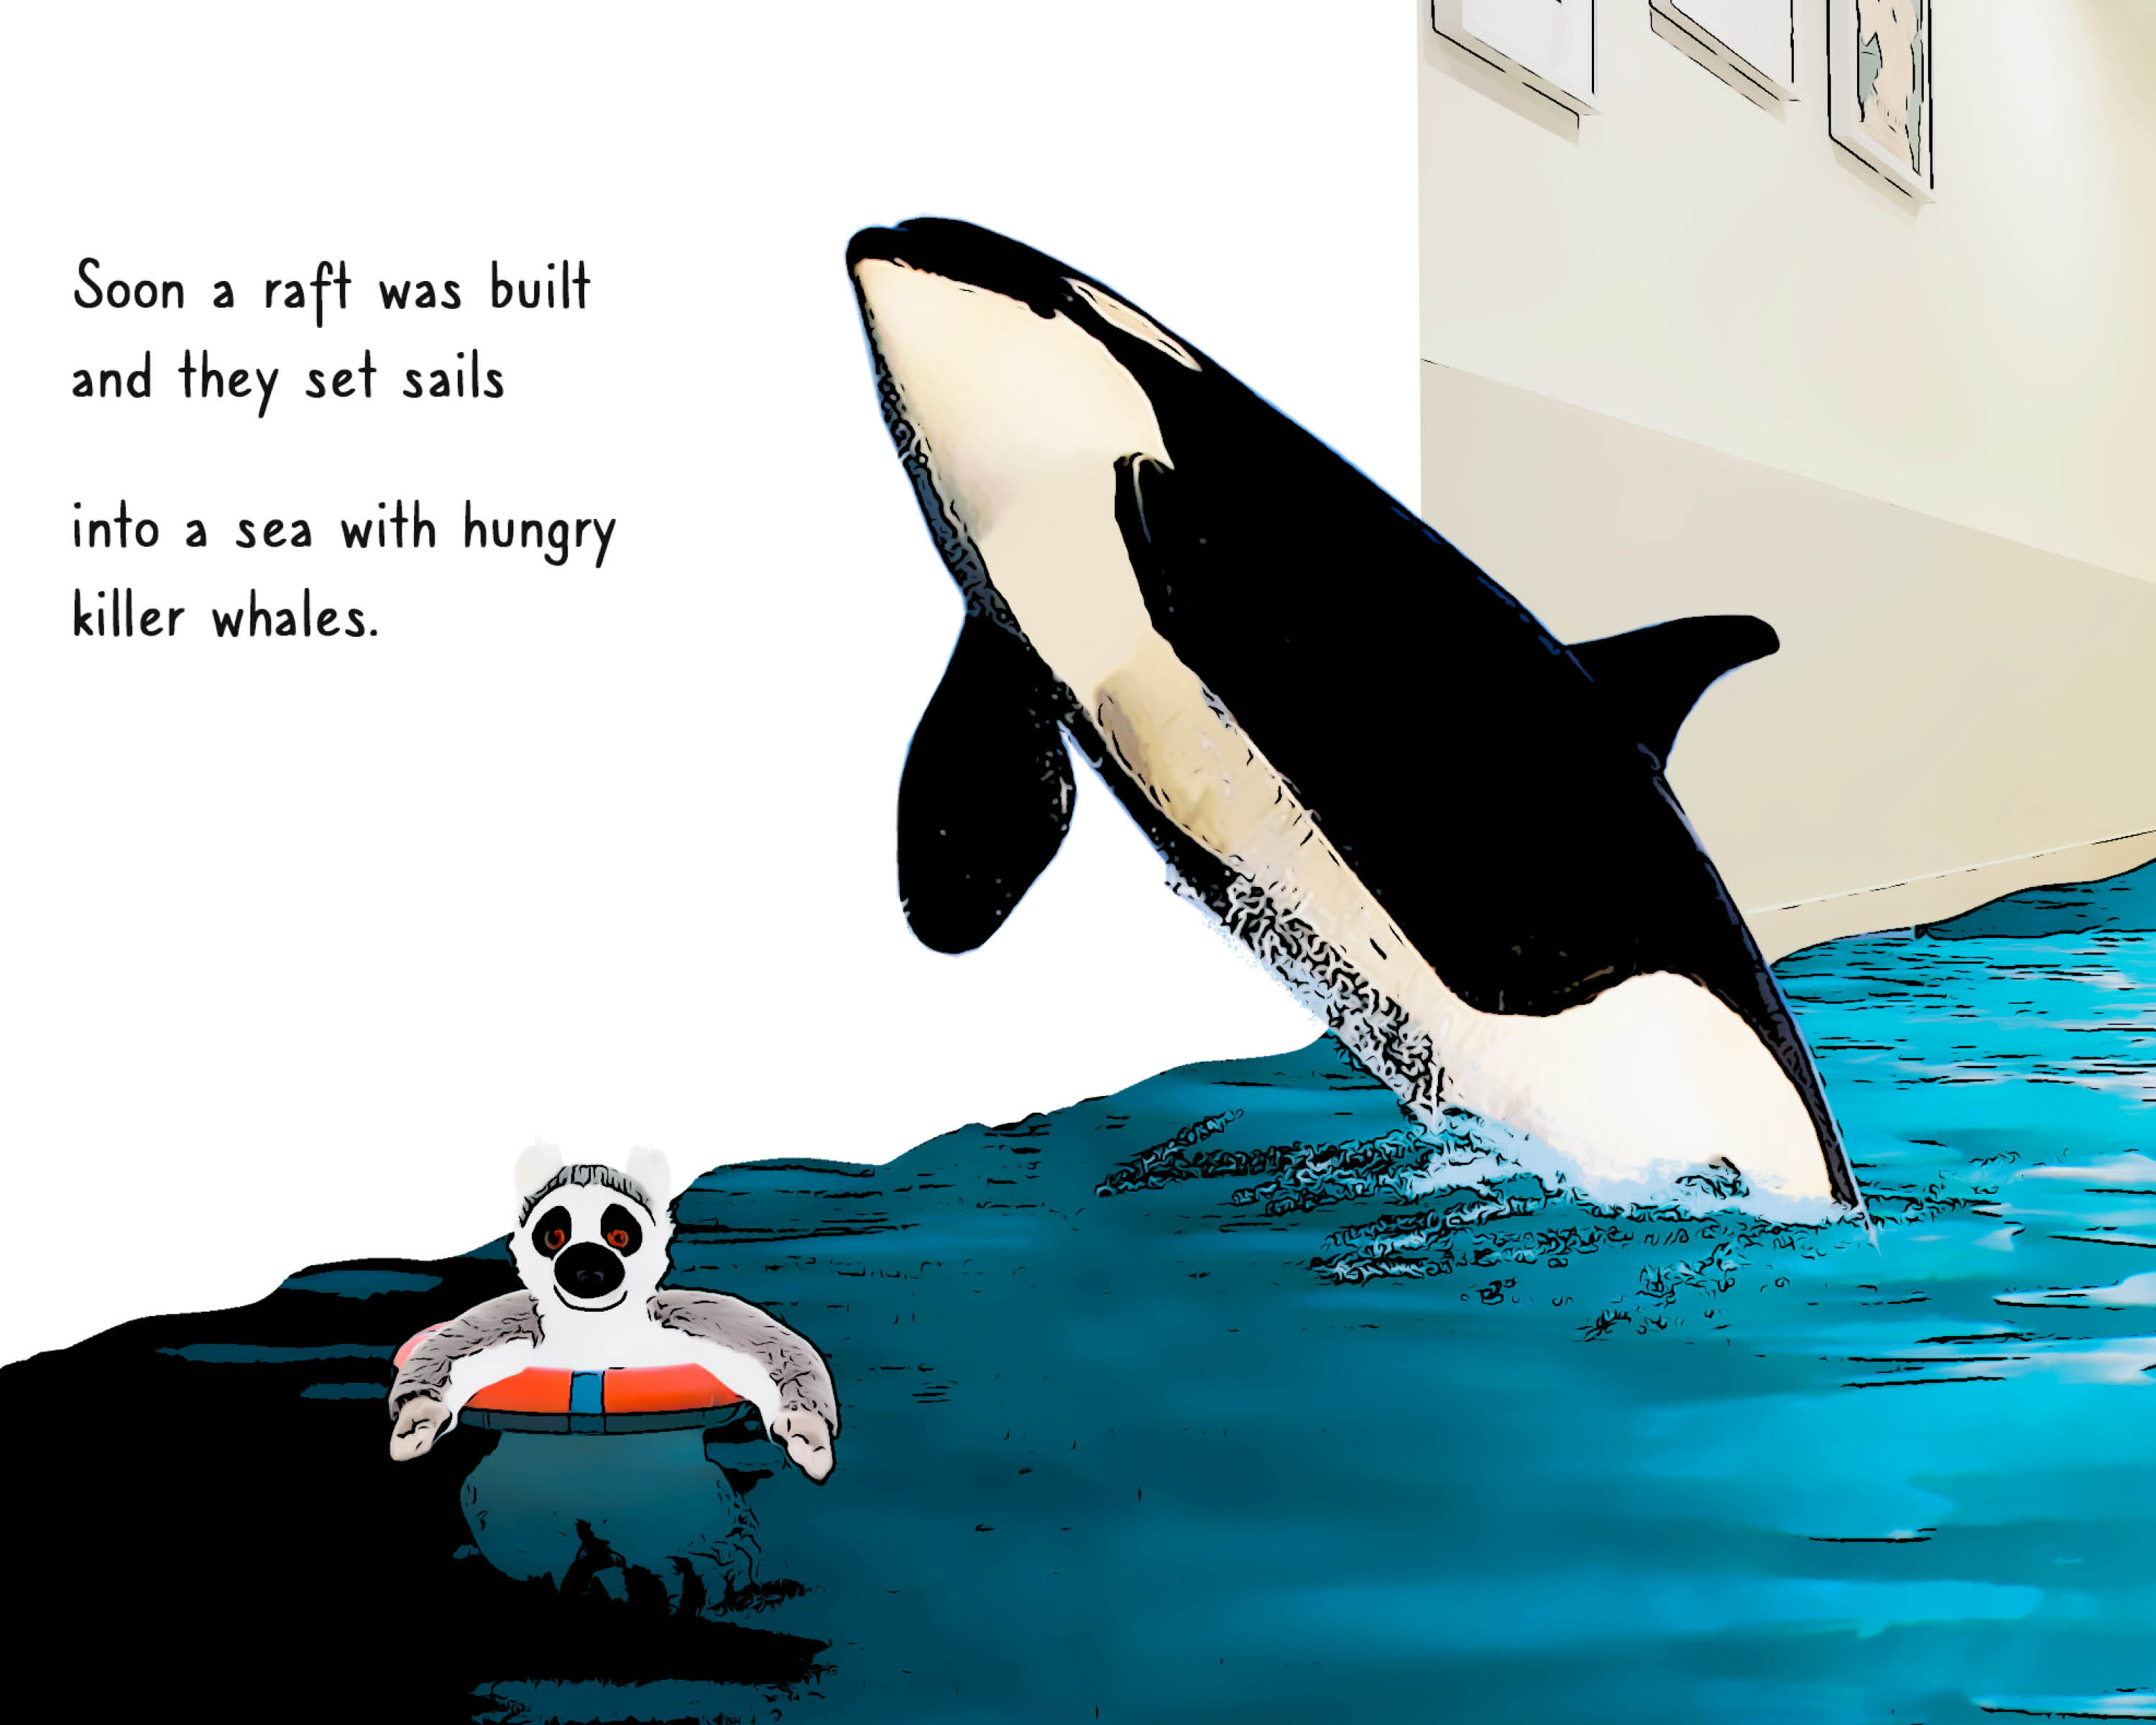 Soon a raft was built
and they set sails
into a sea with hungry
killer whales.